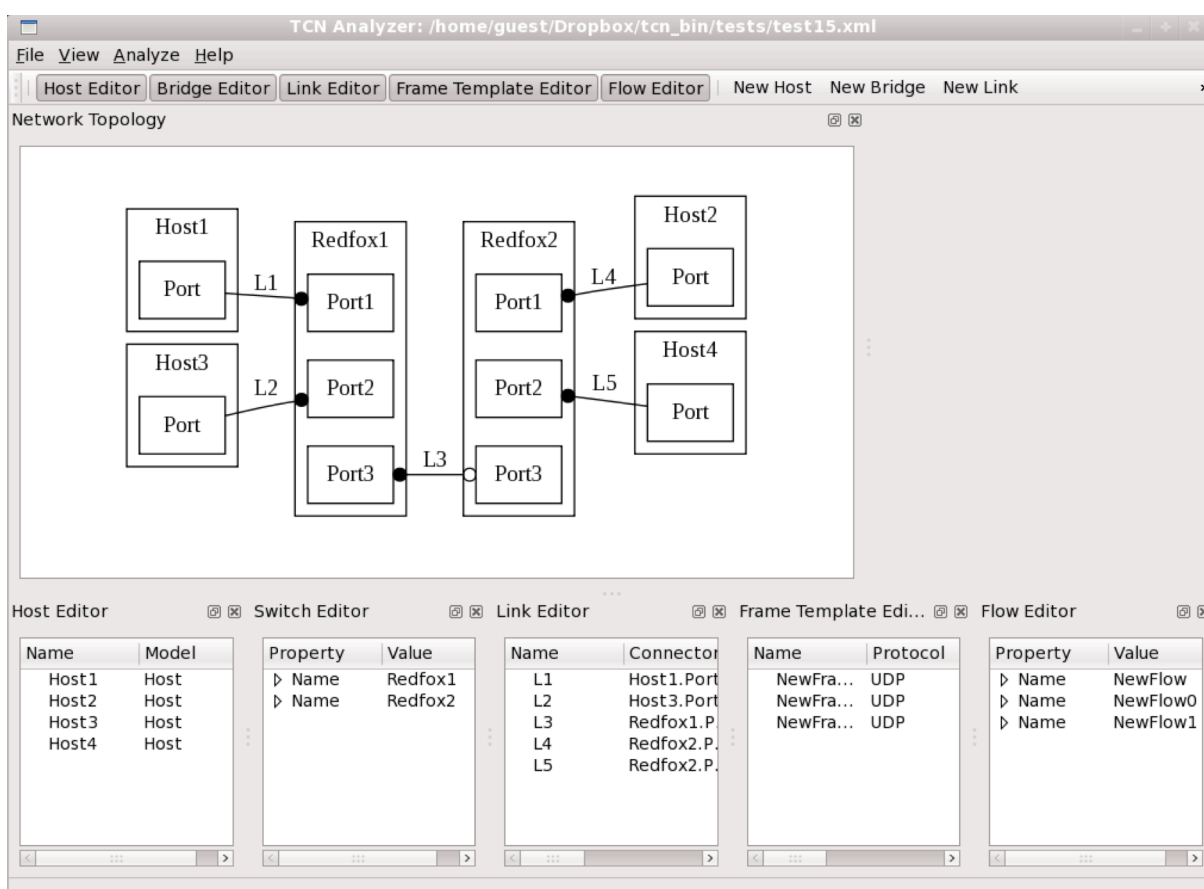 TCN Analyzer: /home/guest/Dropbox/tcn_bin/tests/test15.xml
File View Analyze Help
Host Editor Bridge Editor Link Editor Frame Template Editor Flow Editor New Host New Bridge New Link
Network Topology
Host1
Port
L1
Host3
Port
L2
Redfox1
Port1
Port2
Port3
L3
Redfox2
Port1
Port2
Port3
L4
Host2
Port
L5
Host4
Port
Host Editor
Name Model
Host1 Host
Host2 Host
Host3 Host
Host4 Host
Switch Editor
Property Value
Name Redfox1
Name Redfox2
Link Editor
Name Connector
L1 Host1.Port
L2 Host3.Port
L3 Redfox1.P.
L4 Redfox2.P.
L5 Redfox2.P.
Frame Template Edi...
Name Protocol
NewFra... UDP
NewFra... UDP
NewFra... UDP
Flow Editor
Property Value
Name NewFlow
Name NewFlow0
Name NewFlow1